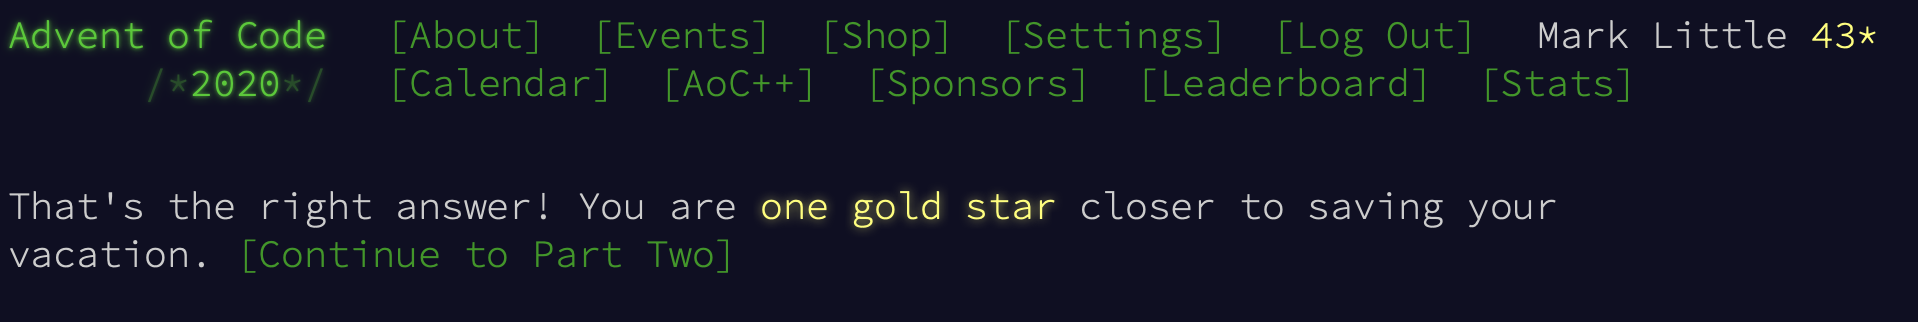 Advent of Code [About] [Events] [Shop] [Settings] [Log Out] Mark Little 43*
/*2020*/ [Calendar] [AoC++] [Sponsors] [Leaderboard] [Stats]
That's the right answer! You are one gold star closer to saving your
vacation. [Continue to Part Two]